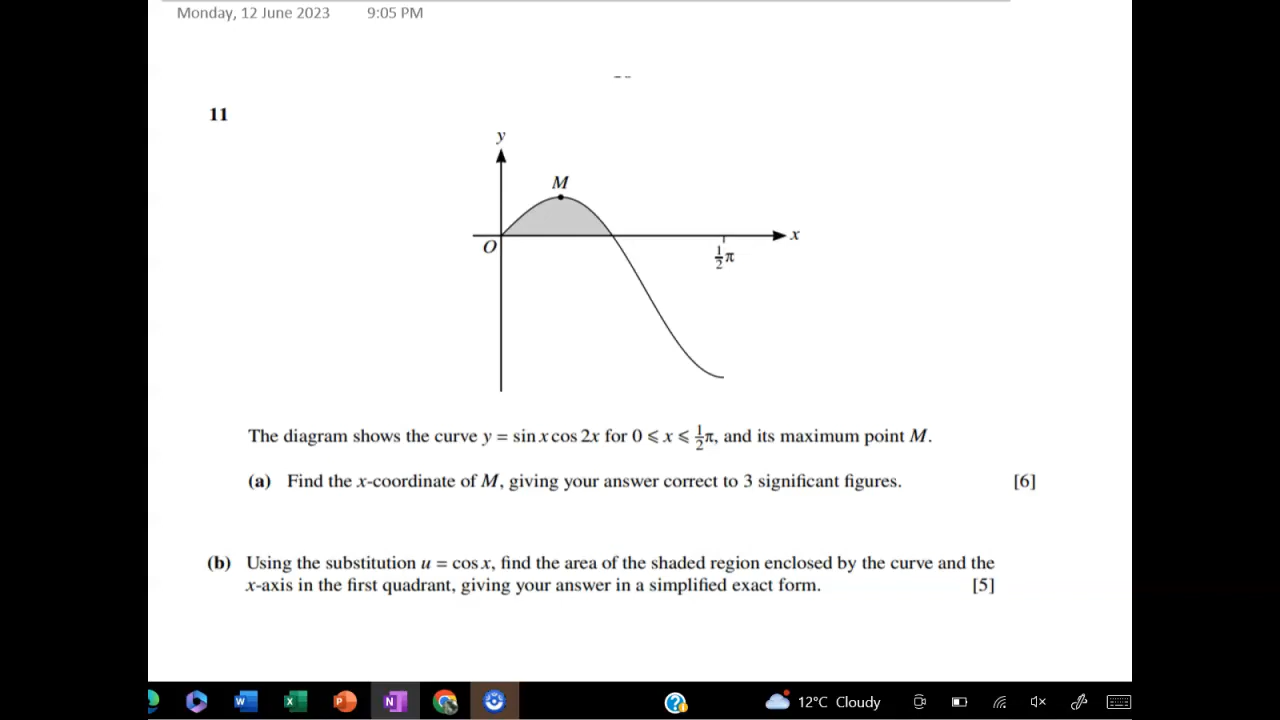 Monday, 12 June 2023 9:05 PM
11
y
M
O
x
½π
The diagram shows the curve y = sin x cos 2x for 0 ⩽ x ⩽ ½π, and its maximum point M.
(a) Find the x-coordinate of M, giving your answer correct to 3 significant figures. [6]
(b) Using the substitution u = cos x, find the area of the shaded region enclosed by the curve and the
x-axis in the first quadrant, giving your answer in a simplified exact form. [5]
12°C Cloudy